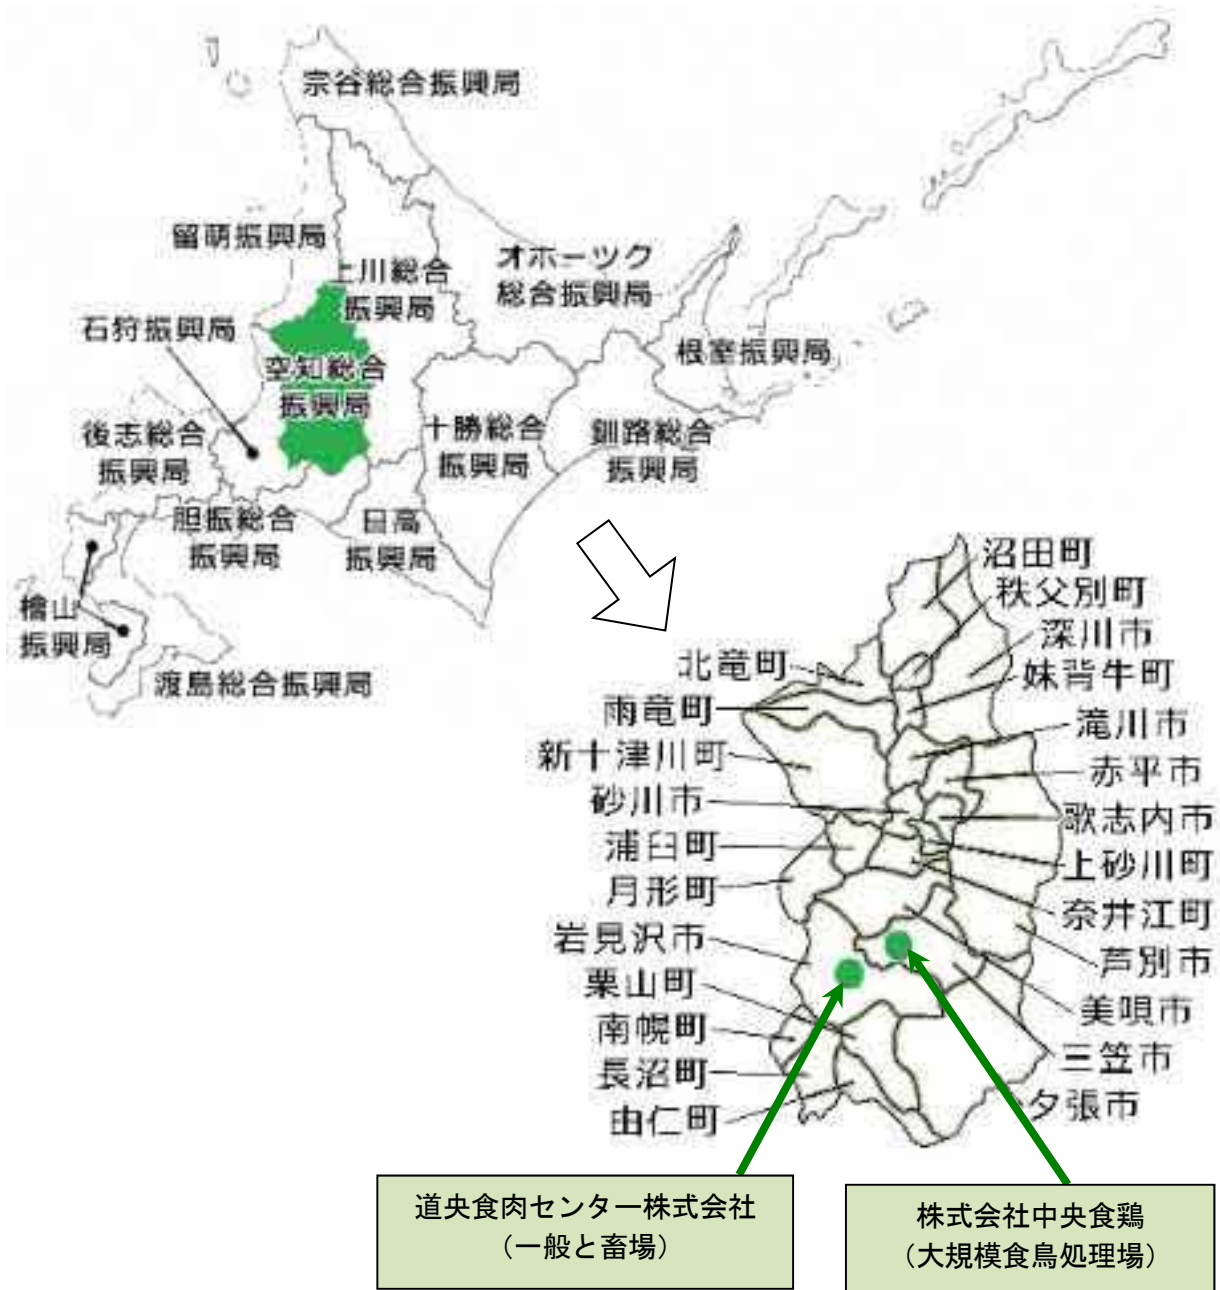 宗谷総合振興局
留萌振興局
上川総合
振興局
オホーツク
総合振興局
石狩振興局
空知総合
振興局
根室振興局
後志総合
振興局
十勝総合
振興局
釧路総合
振興局
胆振総合
振興局
日高
振興局
檜山
振興局
渡島総合振興局
沼田町
秩父別町
深川市
北竜町
妹背牛町
雨竜町
滝川市
新十津川町
赤平市
砂川市
歌志内市
浦臼町
上砂川町
月形町
奈井江町
岩見沢市
芦別市
栗山町
美唄市
南幌町
三笠市
長沼町
夕張市
由仁町
道央食肉センター株式会社
（一般と畜場）
株式会社中央食鶏
（大規模食鳥処理場）